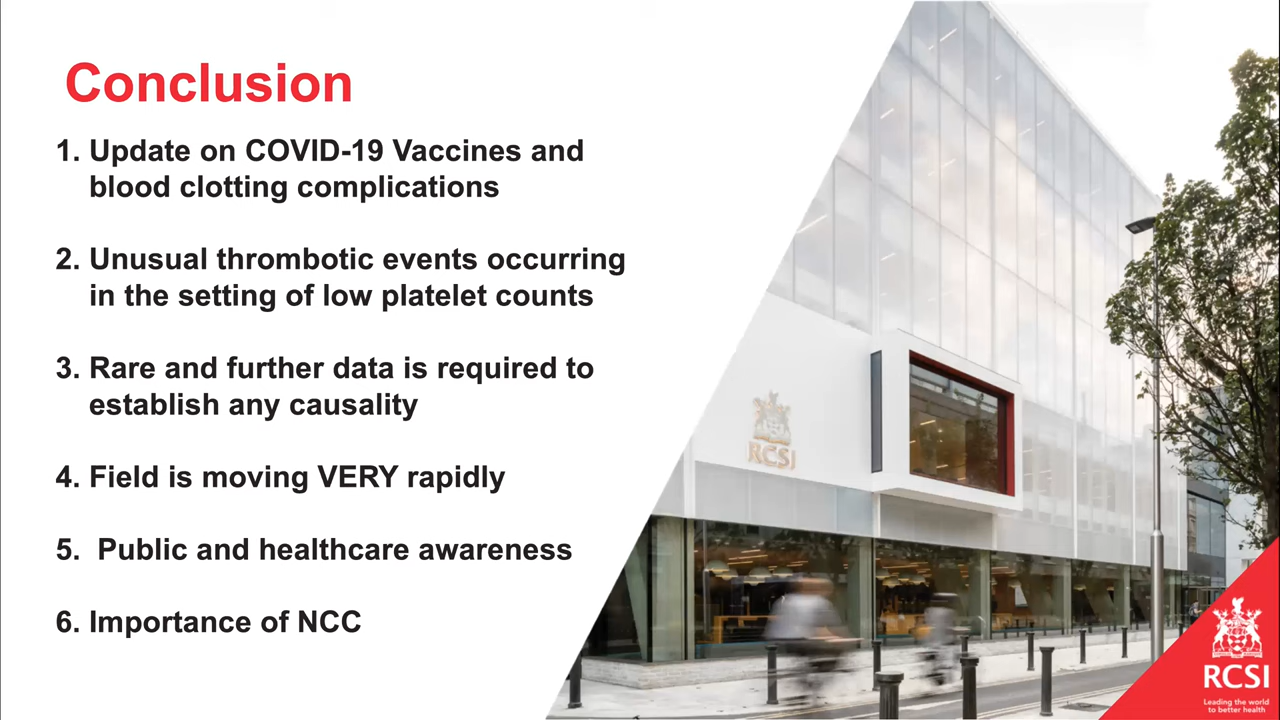 Conclusion
1. Update on COVID-19 Vaccines and
blood clotting complications
2. Unusual thrombotic events occurring
in the setting of low platelet counts
3. Rare and further data is required to
establish any causality
4. Field is moving VERY rapidly
5. Public and healthcare awareness
6. Importance of NCC
RCSI
RCSI
Leading the world
to better health